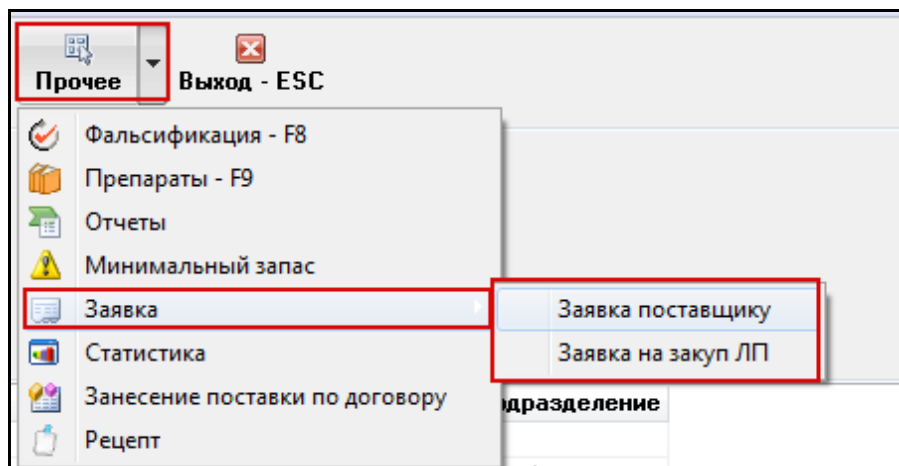 Прочее
Выход - ESC
Фальсификация - F8
Препараты - F9
Отчеты
Минимальный запас
Заявка
Заявка поставщику
Статистика
Заявка на закуп ЛП
Занесение поставки по договору
Рецепт